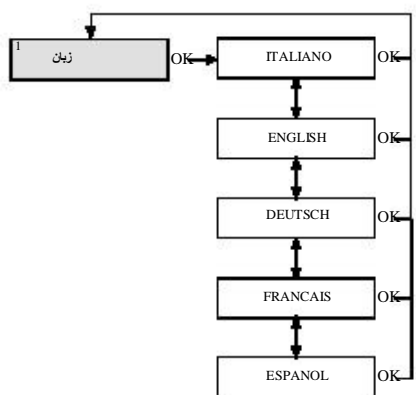 1
زبان OK ITALIANO OK
ENGLISH OK
DEUTSCH OK
FRANCAIS OK
ESPANOL OK